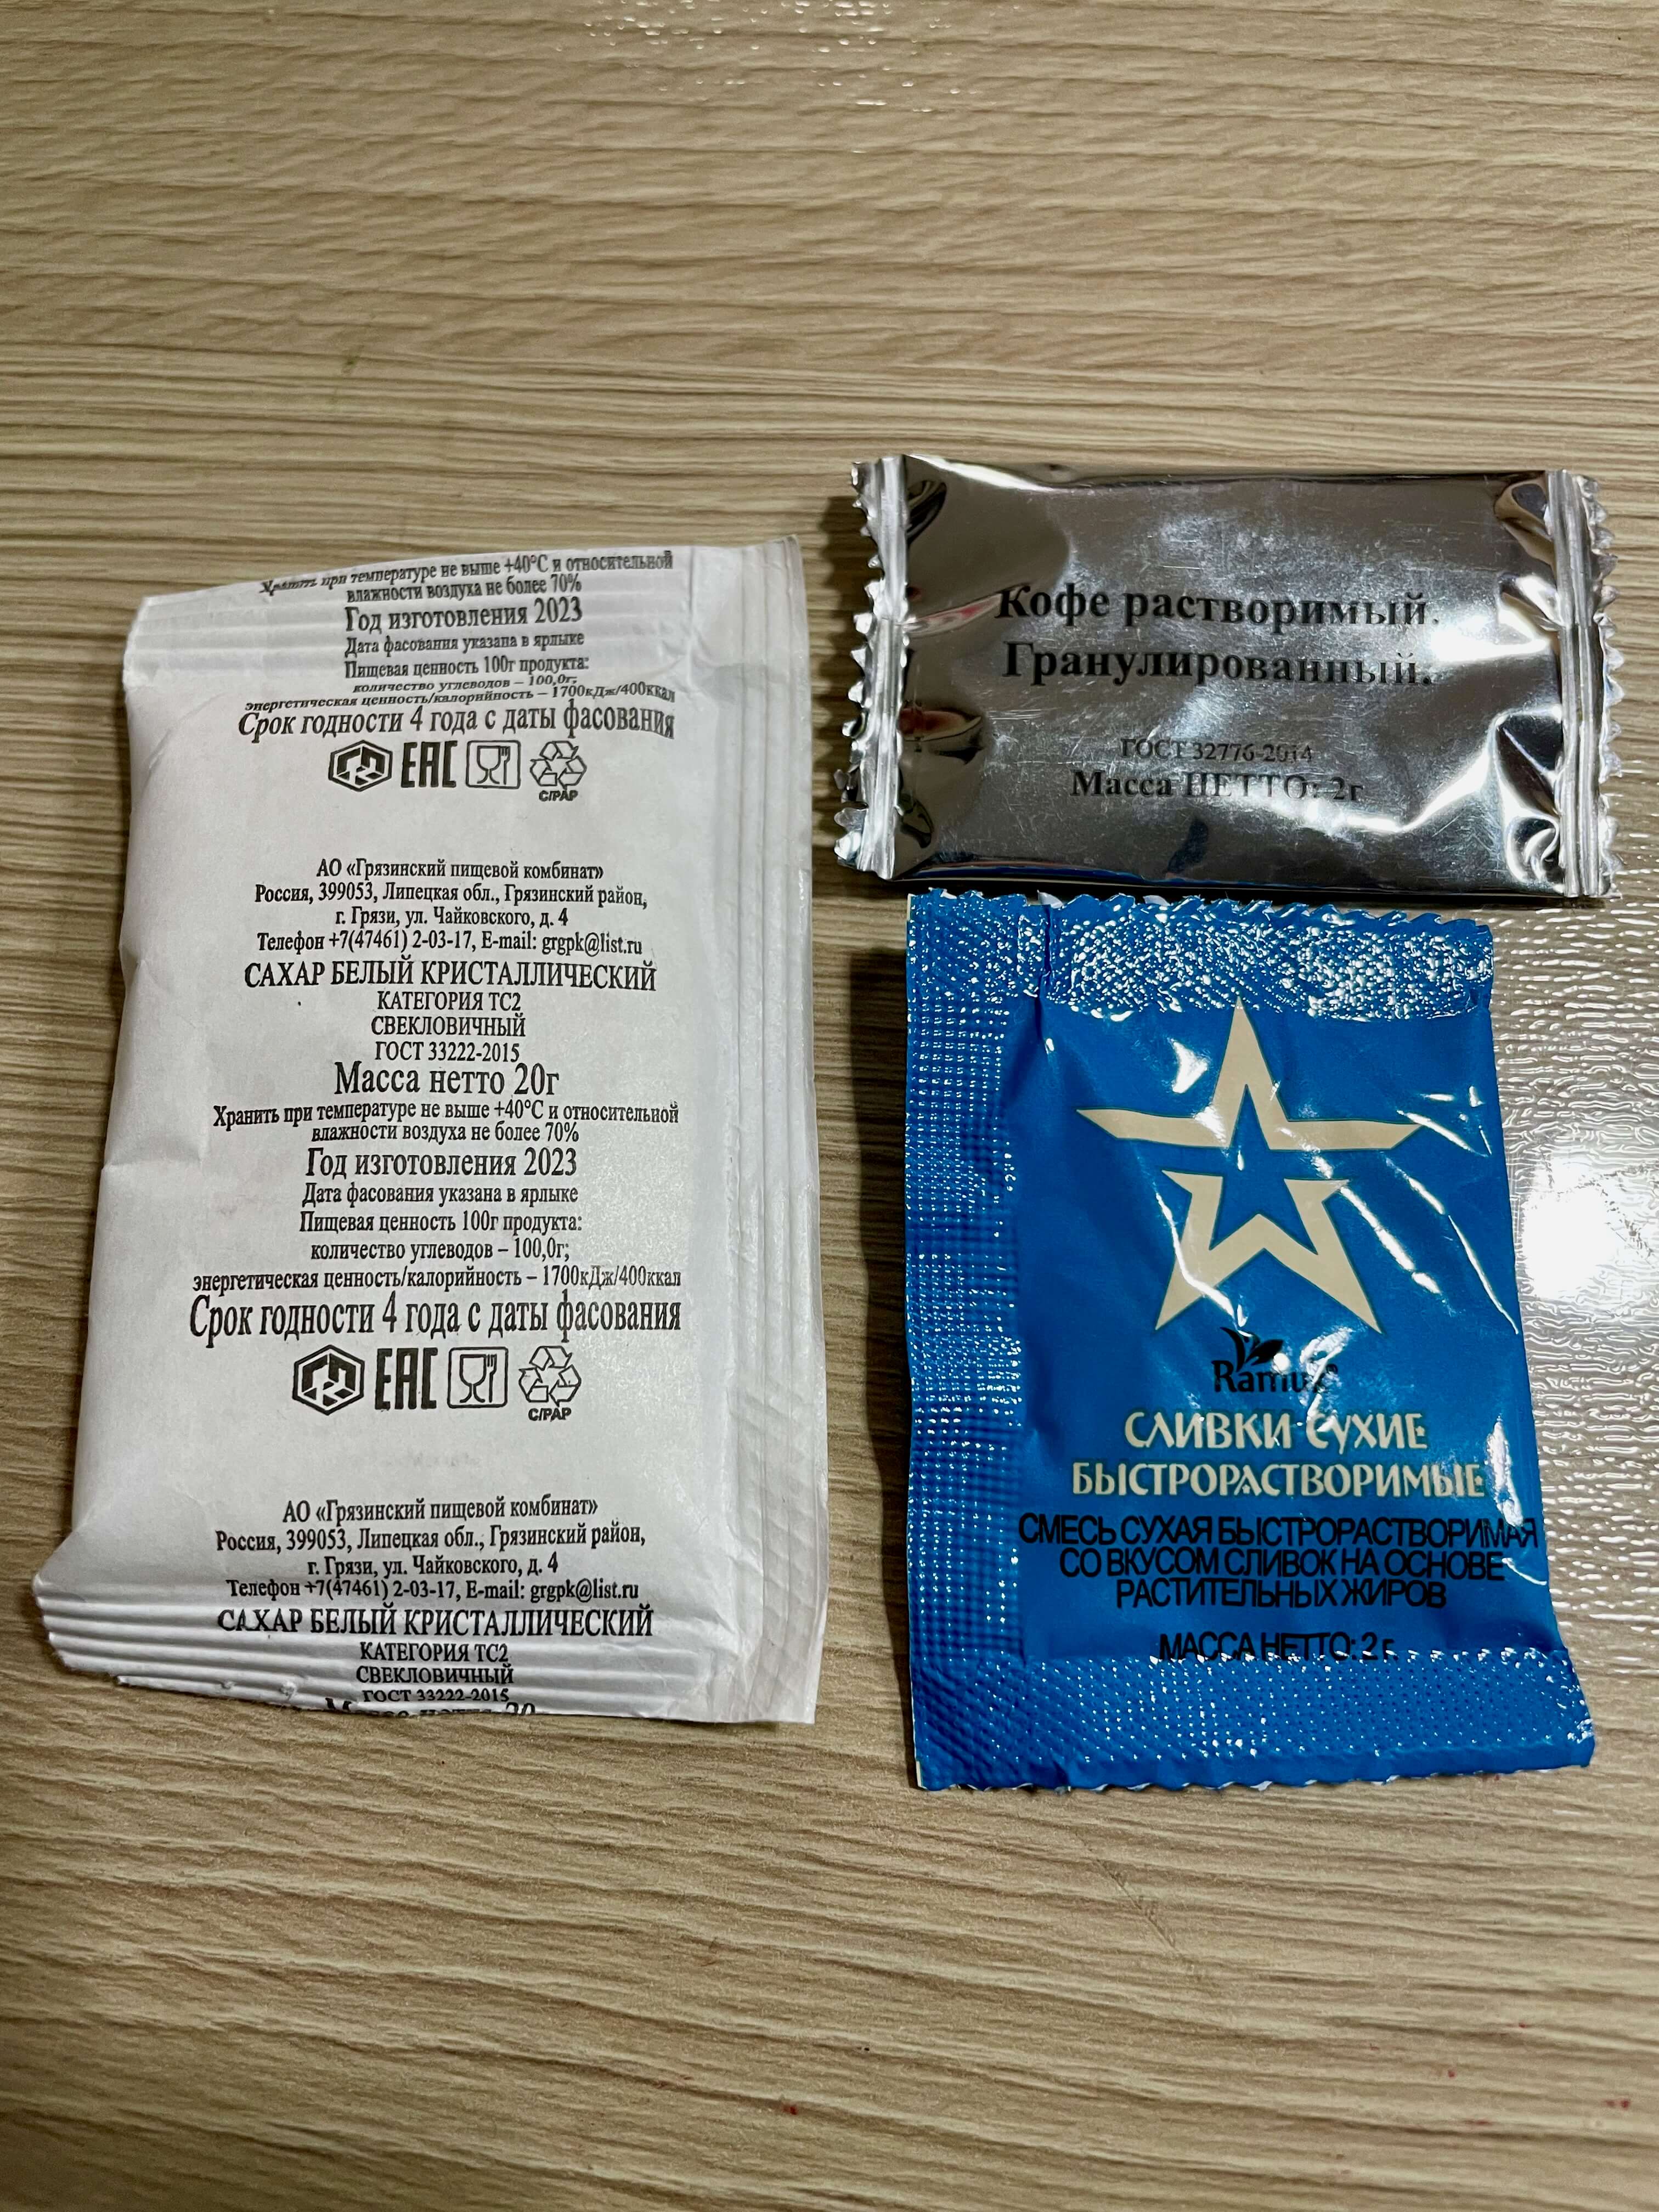 Хранить при температуре не выше +40°С и относительной
влажности воздуха не более 70%
Год изготовления 2023
Дата фасования указана в ярлыке
Пищевая ценность 100г продукта:
количество углеводов – 100,0г;
энергетическая ценность/калорийность – 1700кДж/400ккал
Срок годности 4 года с даты фасования
ЕАС
C/PAP
АО «Грязинский пищевой комбинат»
Россия, 399053, Липецкая обл., Грязинский район,
г. Грязи, ул. Чайковского, д. 4
Телефон +7(47461) 2-03-17, E-mail: grgpk@list.ru
САХАР БЕЛЫЙ КРИСТАЛЛИЧЕСКИЙ
КАТЕГОРИЯ ТС2
СВЕКЛОВИЧНЫЙ
ГОСТ 33222-2015
Масса нетто 20г
Хранить при температуре не выше +40°С и относительной
влажности воздуха не более 70%
Год изготовления 2023
Дата фасования указана в ярлыке
Пищевая ценность 100г продукта:
количество углеводов – 100,0г;
энергетическая ценность/калорийность – 1700кДж/400ккал
Срок годности 4 года с даты фасования
ЕАС
C/PAP
АО «Грязинский пищевой комбинат»
Россия, 399053, Липецкая обл., Грязинский район,
г. Грязи, ул. Чайковского, д. 4
Телефон +7(47461) 2-03-17, E-mail: grgpk@list.ru
САХАР БЕЛЫЙ КРИСТАЛЛИЧЕСКИЙ
КАТЕГОРИЯ ТС2
СВЕКЛОВИЧНЫЙ
ГОСТ 33222-2015
Масса нетто 20
Кофе растворимый.
Гранулированный.
ГОСТ 32776-2014
Масса НЕТТО: 2г
СЛИВКИ СУХИЕ
БЫСТРОРАСТВОРИМЫЕ
СМЕСЬ СУХАЯ БЫСТРОРАСТВОРИМАЯ
СО ВКУСОМ СЛИВОК НА ОСНОВЕ
РАСТИТЕЛЬНЫХ ЖИРОВ
МАССА НЕТТО: 2 г.